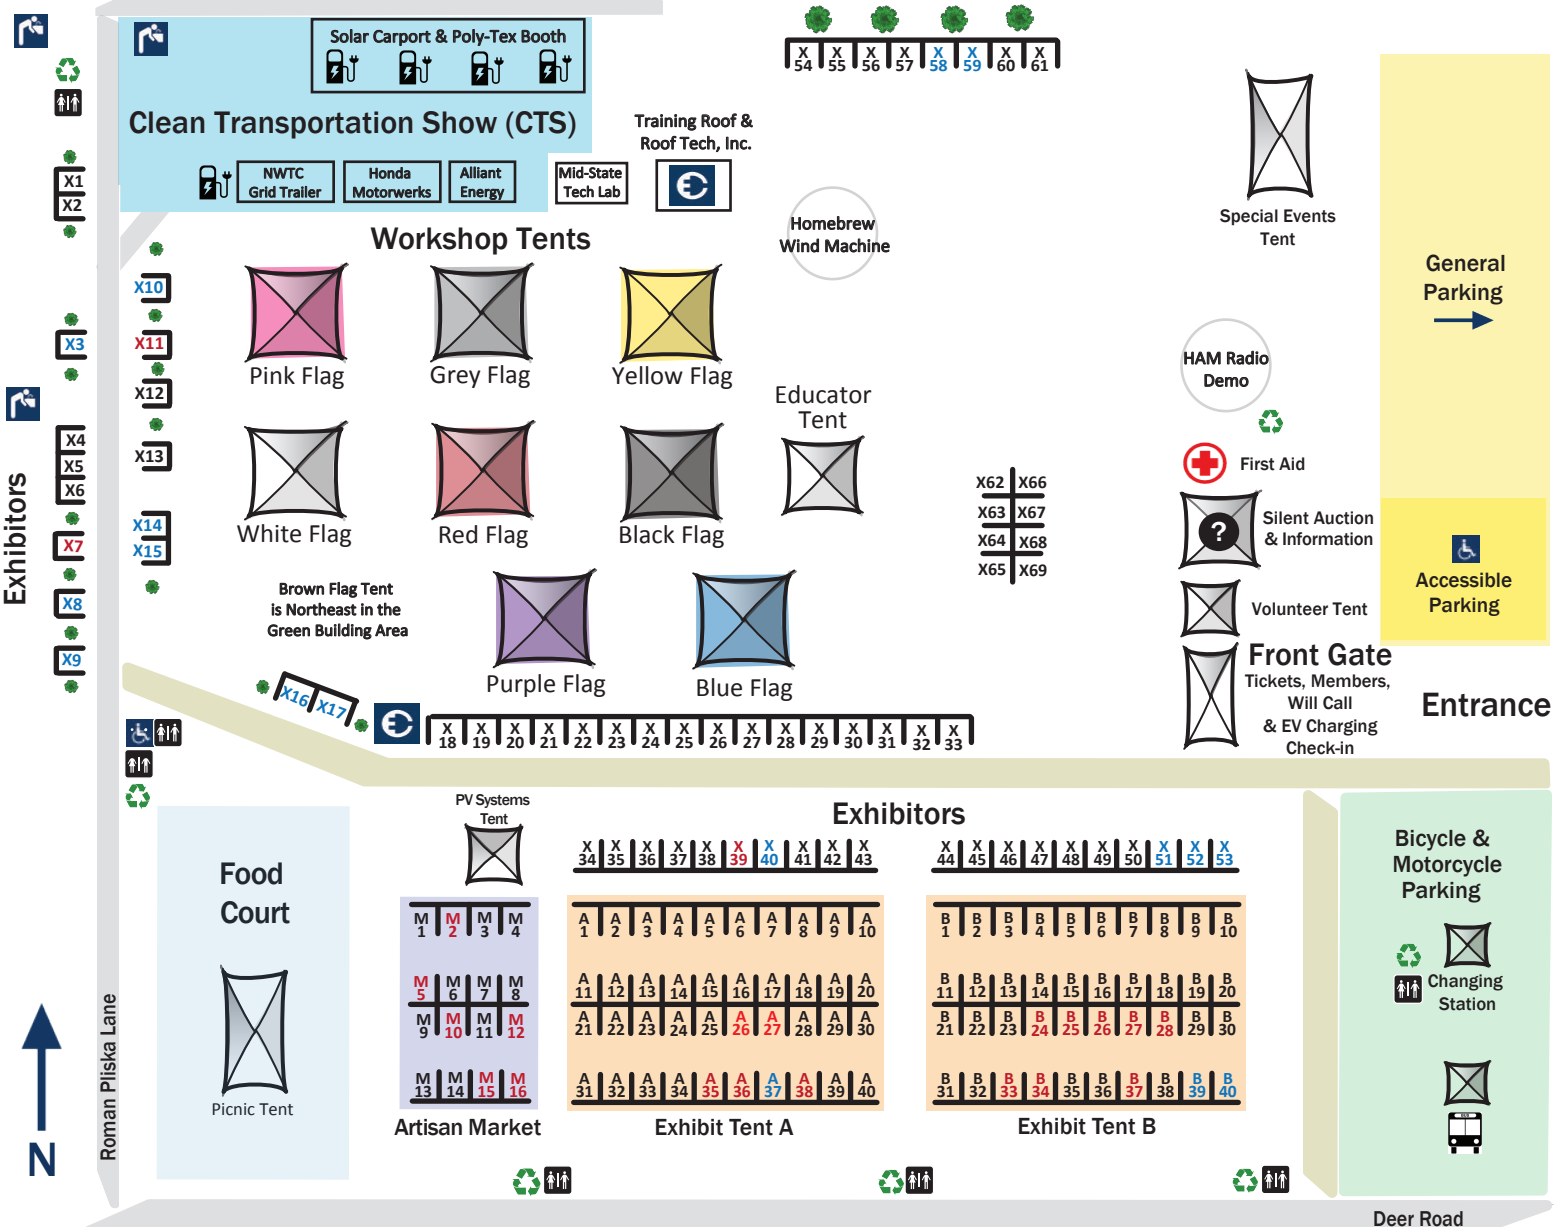 Solar Carport & Poly-Tex Booth
Clean Transportation Show (CTS)
NWTC
Grid Trailer
Honda
Motorwerks
Alliant
Energy
Mid-State
Tech Lab
Training Roof &
Roof Tech, Inc.
X X X X X X X X
54 55 56 57 58 59 60 61
Special Events
Tent
General
Parking
Homebrew
Wind Machine
Workshop Tents
Pink Flag
Grey Flag
Yellow Flag
White Flag
Red Flag
Black Flag
Purple Flag
Blue Flag
Educator
Tent
Brown Flag Tent
is Northeast in the
Green Building Area
Exhibitors
X1
X2
X3
X4
X5
X6
X7
X8
X9
X10
X11
X12
X13
X14
X15
X16 X17
X62 X66
X63 X67
X64 X68
X65 X69
HAM Radio
Demo
First Aid
?
Silent Auction
& Information
Volunteer Tent
Accessible
Parking
Front Gate
Tickets, Members,
Will Call
& EV Charging
Check-in
Entrance
X X X X X X X X X X X X X X X X
18 19 20 21 22 23 24 25 26 27 28 29 30 31 32 33
PV Systems
Tent
Exhibitors
X X X X X X X X X X
34 35 36 37 38 39 40 41 42 43
X X X X X X X X X X
44 45 46 47 48 49 50 51 52 53
Food
Court
Picnic Tent
M M M M
1 2 3 4
M M M M
5 6 7 8
M M M M
9 10 11 12
M M M M
13 14 15 16
Artisan Market
A A A A A A A A A A
1 2 3 4 5 6 7 8 9 10
A A A A A A A A A A
11 12 13 14 15 16 17 18 19 20
A A A A A A A A A A
21 22 23 24 25 26 27 28 29 30
A A A A A A A A A A
31 32 33 34 35 36 37 38 39 40
Exhibit Tent A
B B B B B B B B B B
1 2 3 4 5 6 7 8 9 10
B B B B B B B B B B
11 12 13 14 15 16 17 18 19 20
B B B B B B B B B B
21 22 23 24 25 26 27 28 29 30
B B B B B B B B B B
31 32 33 34 35 36 37 38 39 40
Exhibit Tent B
Bicycle &
Motorcycle
Parking
Changing
Station
Roman Pliska Lane
N
Deer Road